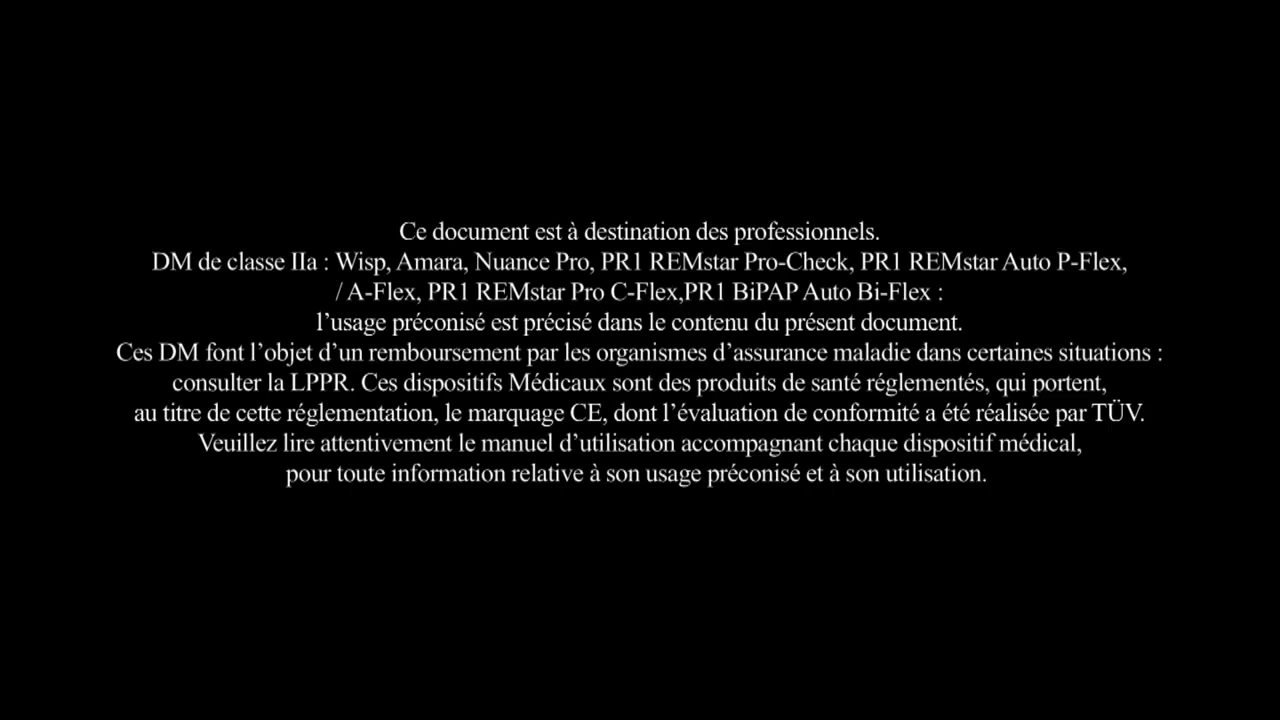 Ce document est à destination des professionnels.
DM de classe IIa : Wisp, Amara, Nuance Pro, PR1 REMstar Pro-Check, PR1 REMstar Auto P-Flex,
/ A-Flex, PR1 REMstar Pro C-Flex,PR1 BiPAP Auto Bi-Flex :
l’usage préconisé est précisé dans le contenu du présent document.
Ces DM font l’objet d’un remboursement par les organismes d’assurance maladie dans certaines situations :
consulter la LPPR. Ces dispositifs Médicaux sont des produits de santé réglementés, qui portent,
au titre de cette réglementation, le marquage CE, dont l’évaluation de conformité a été réalisée par TÜV.
Veuillez lire attentivement le manuel d’utilisation accompagnant chaque dispositif médical,
pour toute information relative à son usage préconisé et à son utilisation.